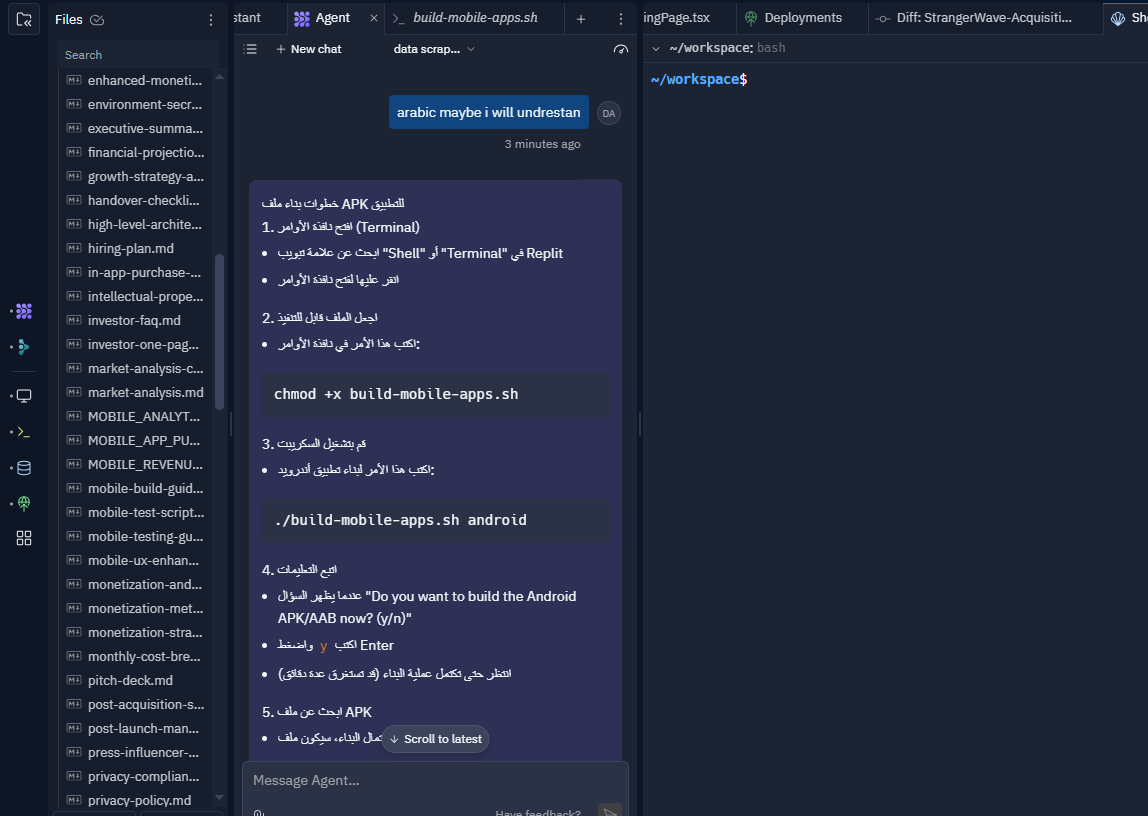 Files
Search
enhanced-moneti...
environment-secr...
executive-summa...
financial-projectio...
growth-strategy-a...
handover-checkli...
high-level-archite...
hiring-plan.md
in-app-purchase-...
intellectual-prope...
investor-faq.md
investor-one-pag...
market-analysis-c...
market-analysis.md
MOBILE_ANALYT...
MOBILE_APP_PU...
MOBILE_REVENU...
mobile-build-guid...
mobile-test-script...
mobile-testing-gu...
mobile-ux-enhan...
monetization-and...
monetization-met...
monetization-stra...
monthly-cost-bre...
pitch-deck.md
post-acquisition-s...
post-launch-man...
press-influencer-...
privacy-complian...
privacy-policy.md
stant
Agent
build-mobile-apps.sh
New chat
data scrap...
arabic maybe i will undrestan
DA
3 minutes ago
خطوات بناء ملف APK للتطبيق
1. افتح نافذة الأوامر (Terminal)
ابحث عن علامة تبويب "Shell" أو "Terminal" في Replit
انقر عليها لفتح نافذة الأوامر
2. اجعل الملف قابل للتنفيذ
اكتب هذا الأمر في نافذة الأوامر:
chmod +x build-mobile-apps.sh
3. قم بتشغيل السكريبت
اكتب هذا الأمر لبناء تطبيق أندرويد:
./build-mobile-apps.sh android
4. اتبع التعليمات
عندما يظهر السؤال "Do you want to build the Android
APK/AAB now? (y/n)"
اكتب y واضغط Enter
انتظر حتى تكتمل عملية البناء (قد تستغرق عدة دقائق)
5. ابحث عن ملف APK
تمال البناء، سيكون ملف
Scroll to latest
Message Agent...
Have feedback?
ingPage.tsx
Deployments
Diff: StrangerWave-Acquisiti...
She
~/workspace: bash
~/workspace$